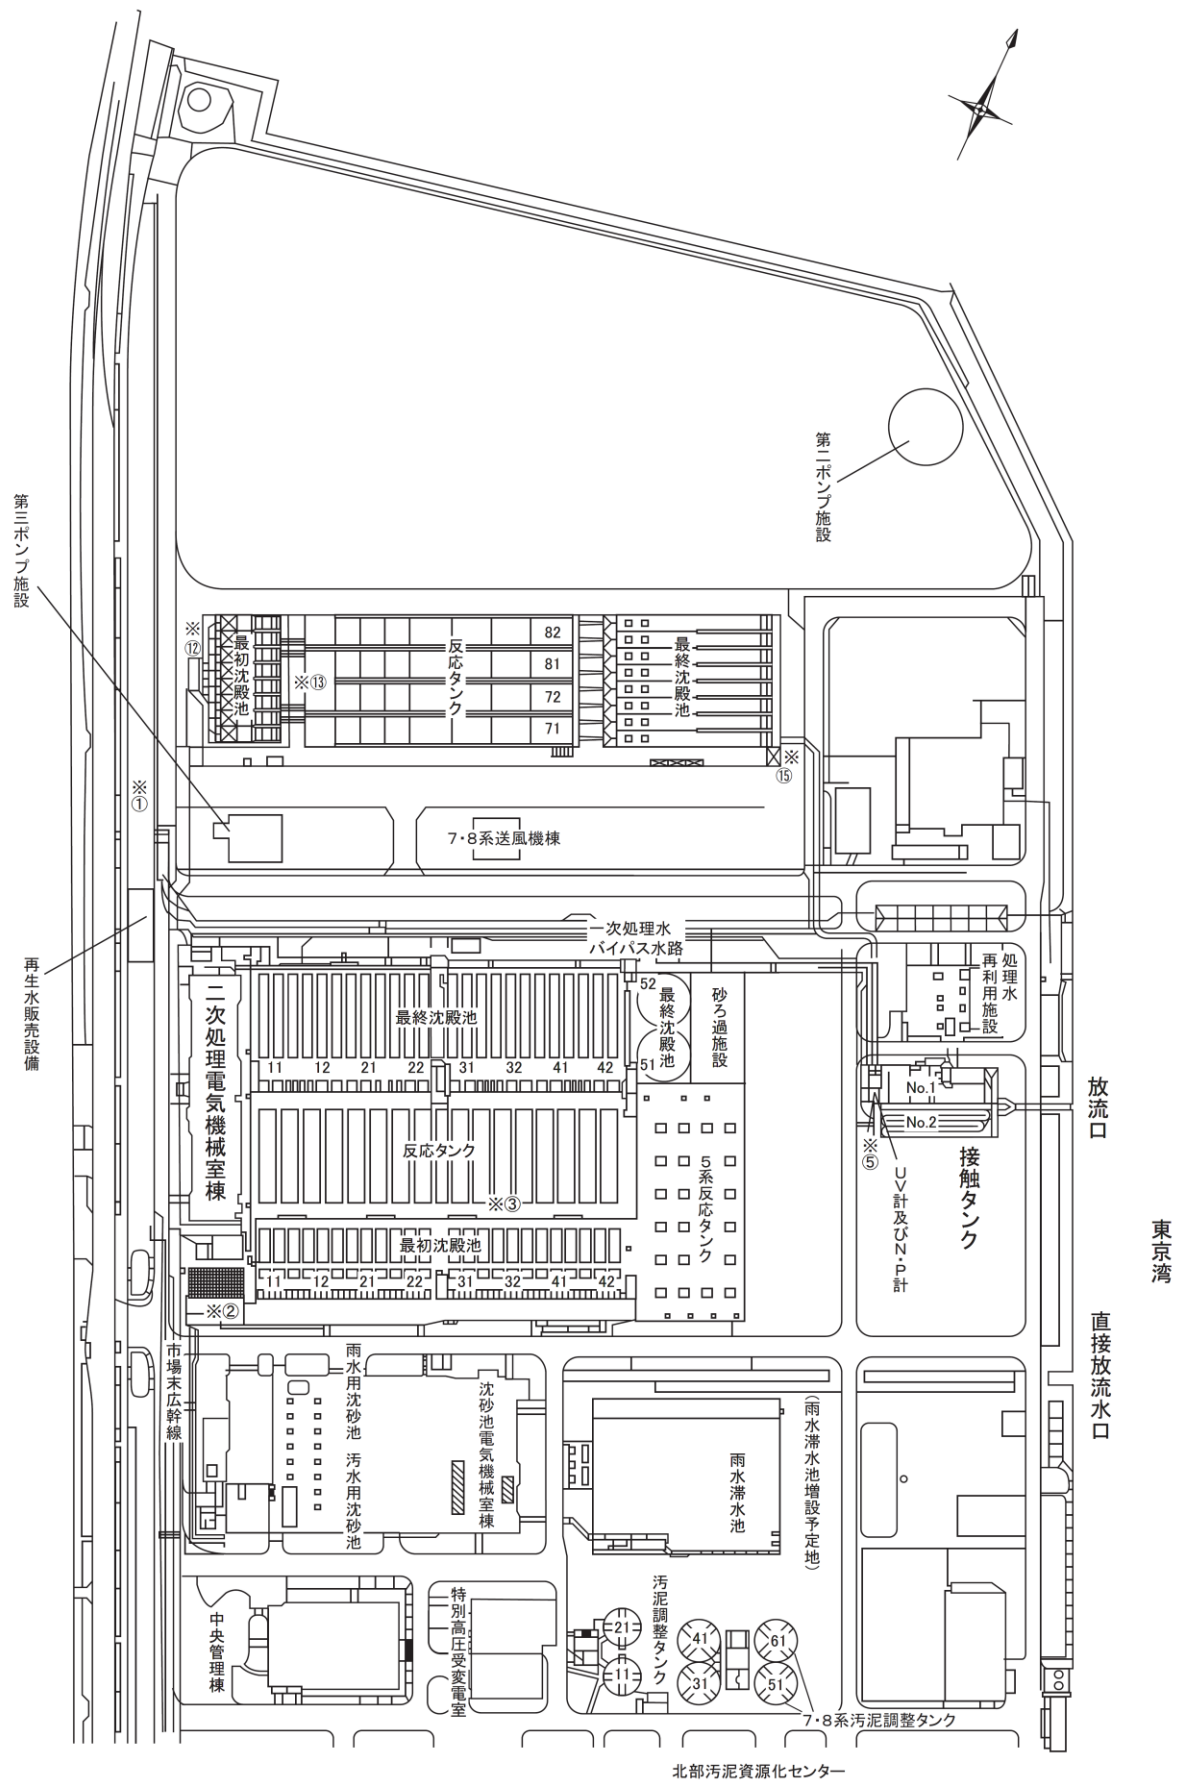 第二ポンプ施設
第三ポンプ施設
※⑫
最初沈殿池
※⑬
反応タンク
82
81
72
71
最終沈殿池
※⑮
※①
7・8系送風機棟
一次処理水
バイパス水路
再生水販売設備
二次処理電気機械室棟
最終沈殿池
11 12 21 22 31 32 41 42
52
最終沈殿池
51
砂ろ過施設
処理水
再利用施設
No.1
No.2
※⑤
UV計及びN・P計
接触タンク
放流口
反応タンク
※③
5系反応タンク
最初沈殿池
11 12 21 22 31 32 41 42
※②
東京湾
直接放流水口
市場末広幹線
雨水用沈砂池
汚水用沈砂池
沈砂池電気機械室棟
雨水滞水池
(雨水滞水池増設予定地)
中央管理棟
特別高圧受変電室
汚泥調整タンク
21
11
41
31
61
51
7・8系汚泥調整タンク
北部汚泥資源化センター